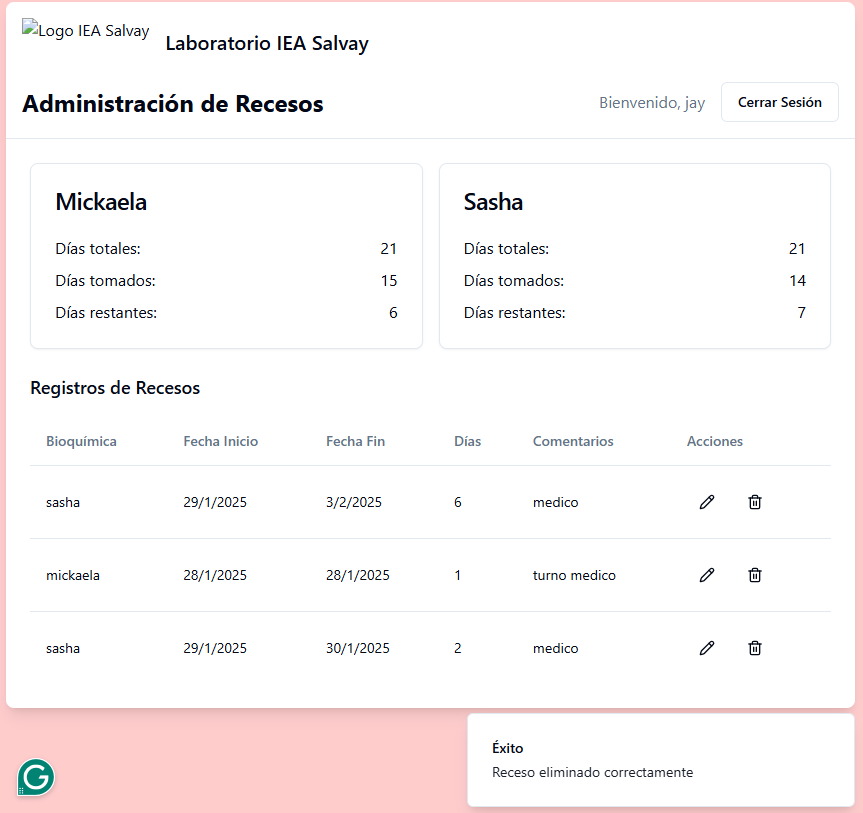 Logo IEA Salvay
Laboratorio IEA Salvay
Administración de Recesos
Bienvenido, jay
Cerrar Sesión
Mickaela
Días totales: 21
Días tomados: 15
Días restantes: 6
Sasha
Días totales: 21
Días tomados: 14
Días restantes: 7
Registros de Recesos
Bioquímica Fecha Inicio Fecha Fin Días Comentarios Acciones
sasha 29/1/2025 3/2/2025 6 medico
mickaela 28/1/2025 28/1/2025 1 turno medico
sasha 29/1/2025 30/1/2025 2 medico
Éxito
Receso eliminado correctamente
G